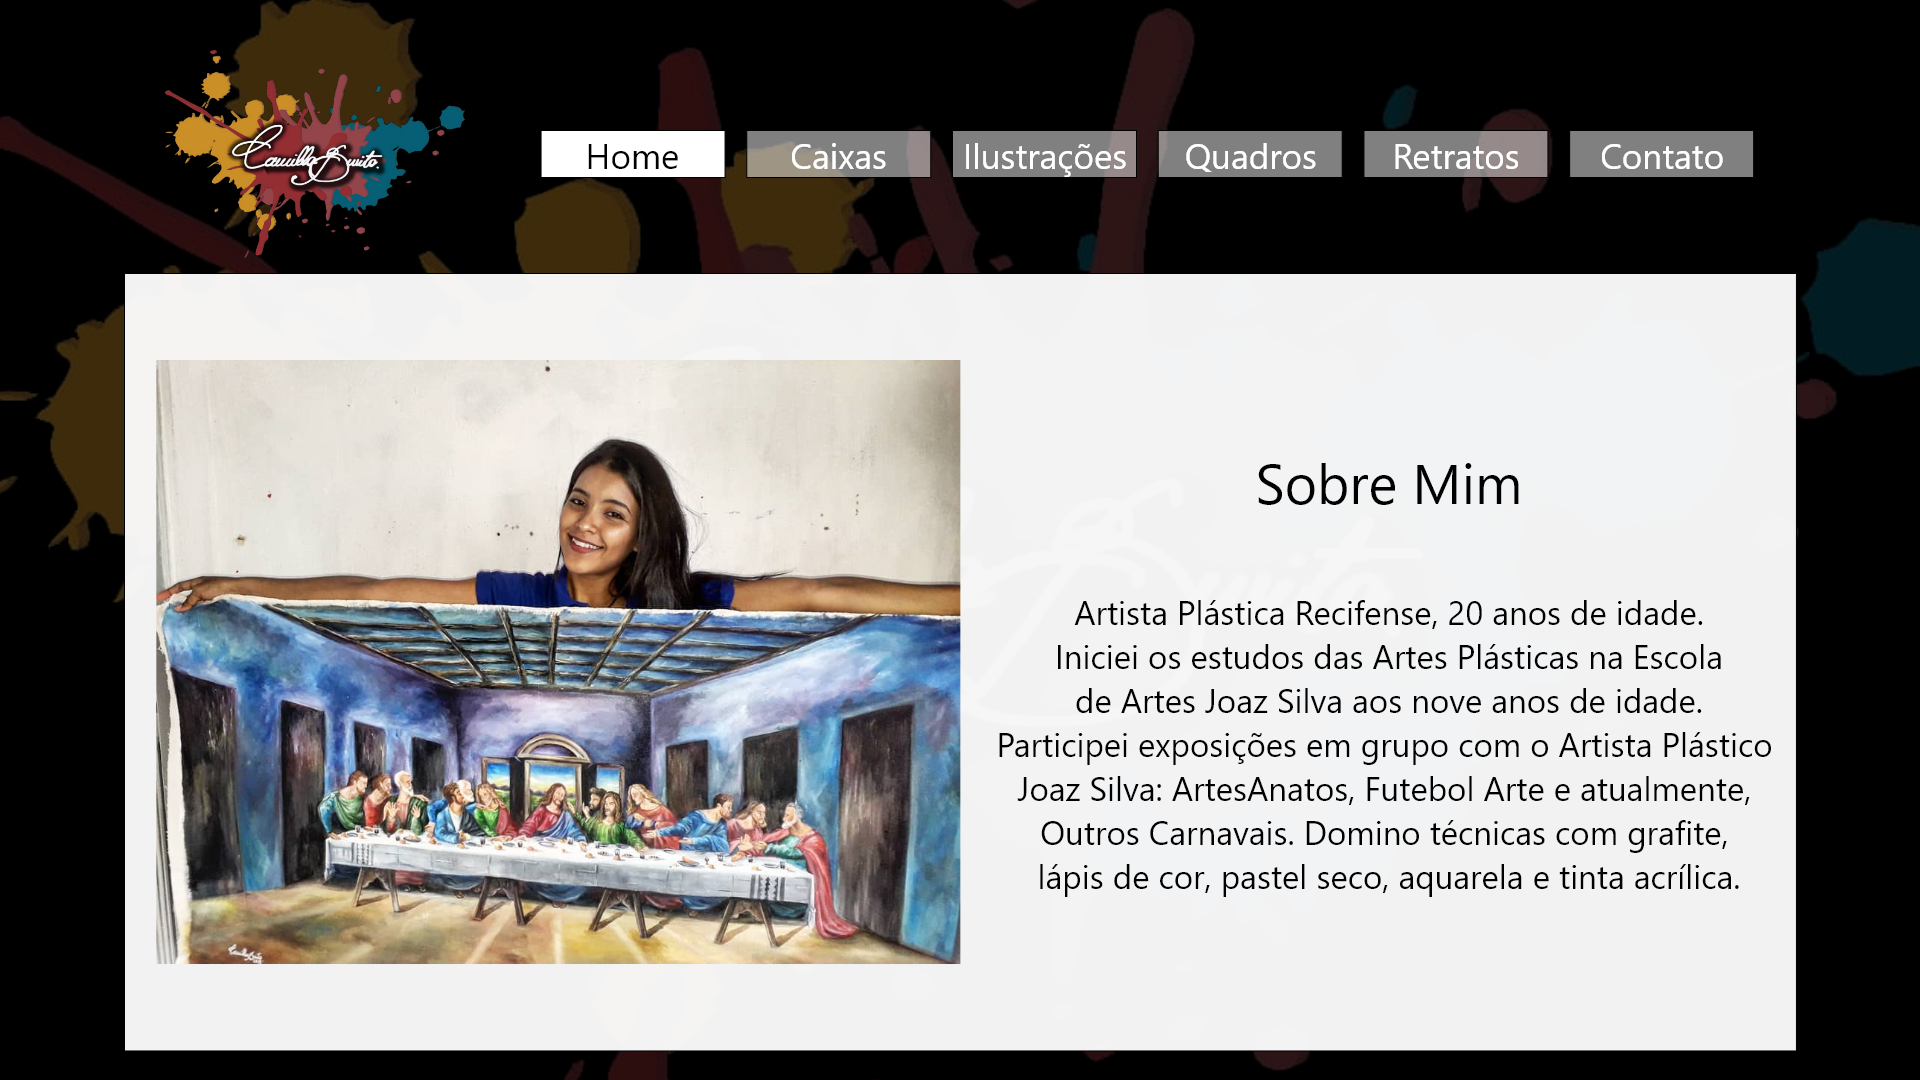 Home
Caixas
Ilustrações
Quadros
Retratos
Contato
Sobre Mim
Artista Plástica Recifense, 20 anos de idade.
Iniciei os estudos das Artes Plásticas na Escola
de Artes Joaz Silva aos nove anos de idade.
Participei exposições em grupo com o Artista Plástico
Joaz Silva: ArtesAnatos, Futebol Arte e atualmente,
Outros Carnavais. Domino técnicas com grafite,
lápis de cor, pastel seco, aquarela e tinta acrílica.